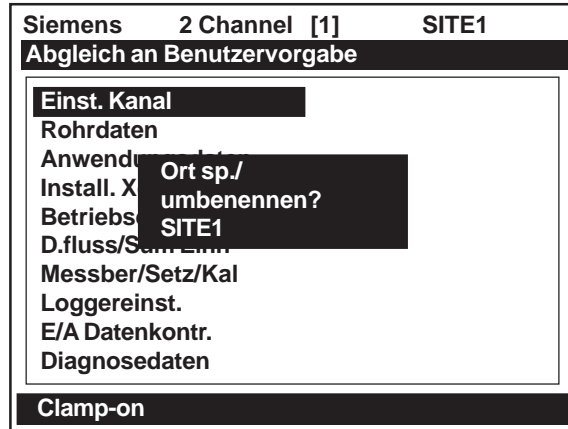 Siemens 2 Channel [1] SITE1
Abgleich an Benutzervorgabe
Einst. Kanal
Rohrdaten
Ort sp./
umbenennen?
SITE1
Install. X
Messber/Setz/Kal
Loggereinst.
E/A Datenkontr.
Diagnosedaten
Clamp-on